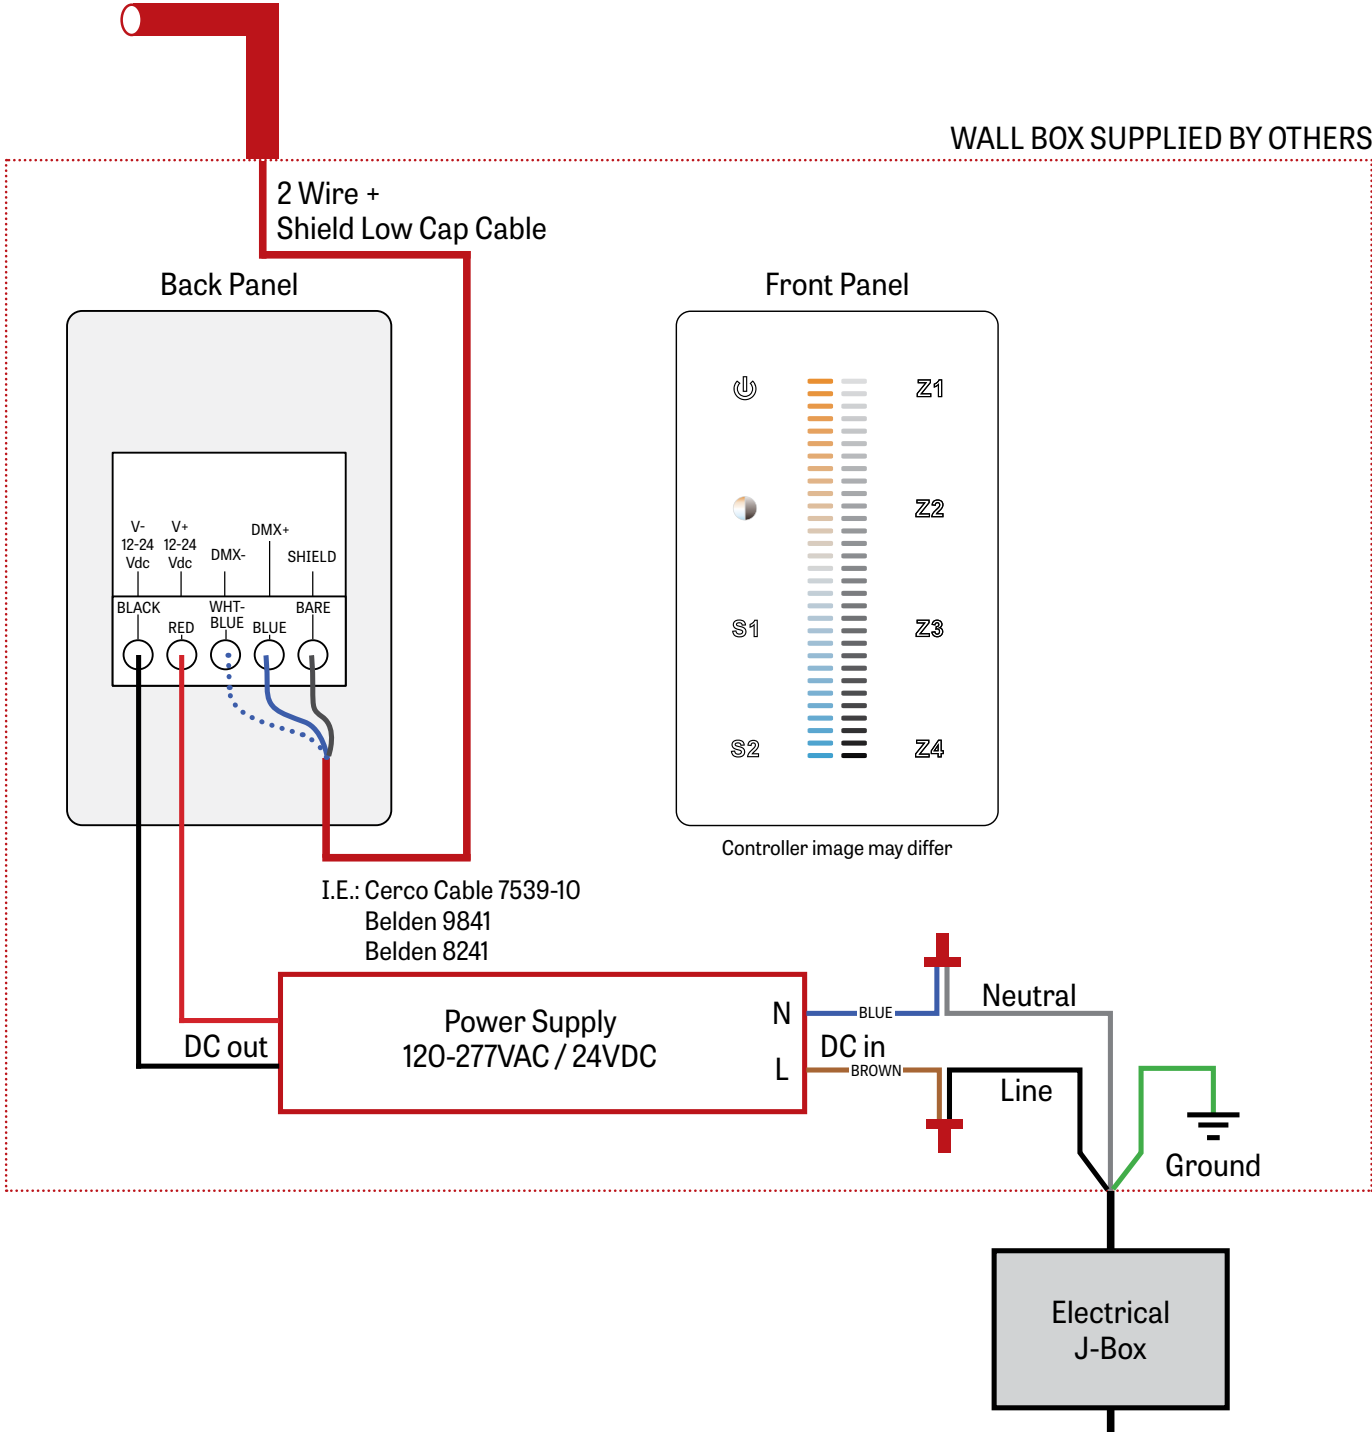 WALL BOX SUPPLIED BY OTHERS
2 Wire +
Shield Low Cap Cable
Back Panel
Front Panel
V-
12-24
Vdc
V+
12-24
Vdc
DMX-
DMX+
SHIELD
BLACK
RED
WHT-
BLUE
BLUE
BARE
Z1
Z2
S1
Z3
S2
Z4
Controller image may differ
I.E.: Cerco Cable 7539-10
Belden 9841
Belden 8241
Power Supply
120-277VAC / 24VDC
N
L
DC out
BLUE
DC in
BROWN
Neutral
Line
Ground
Electrical
J-Box